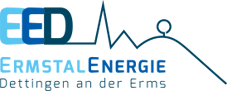 EED
ERMSTALENERGIE
Dettingen an der Erms